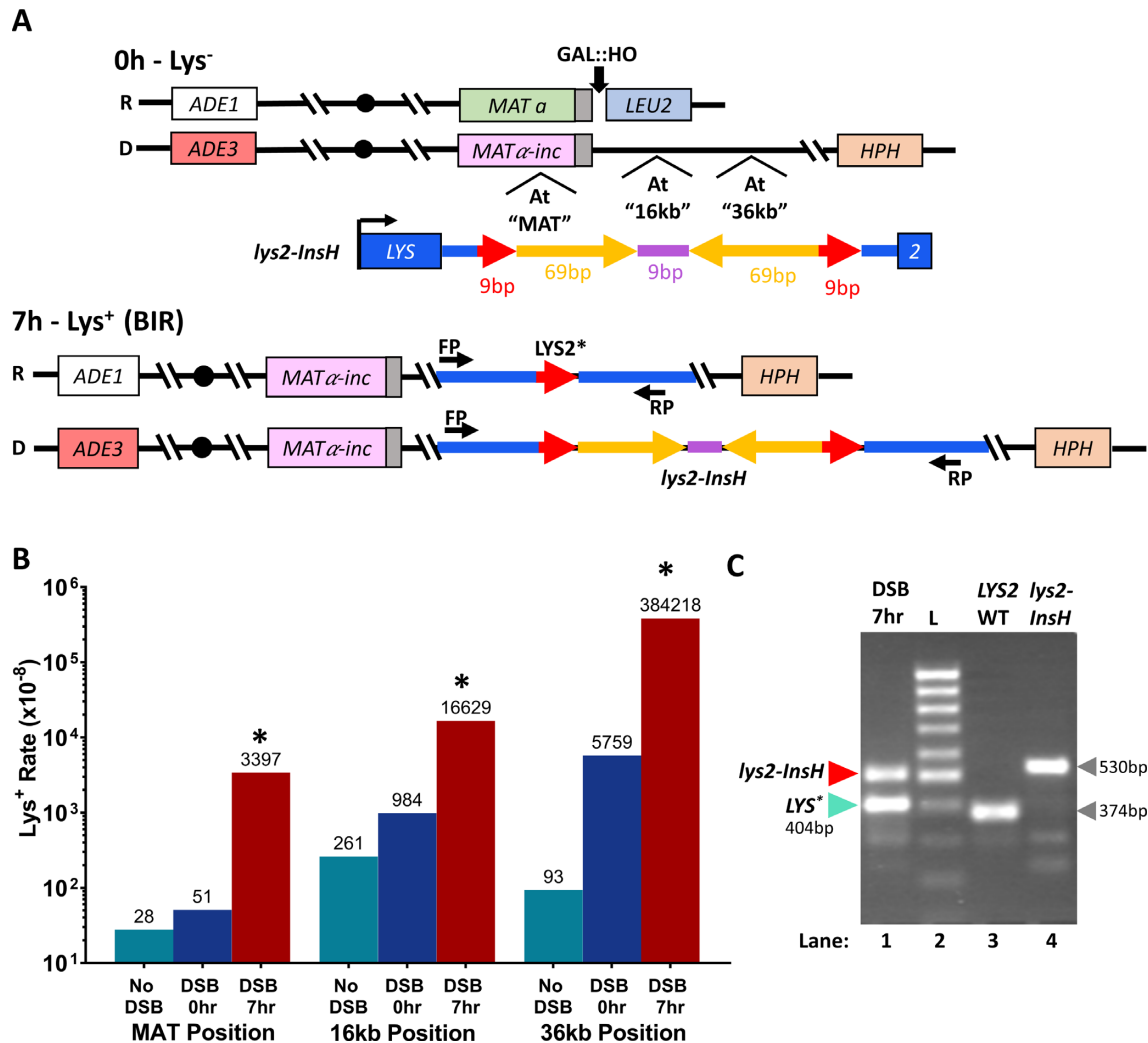 A
0h - Lys⁻
GAL::HO
R ADE1 MAT a LEU2
D ADE3 MATα-inc HPH
At "MAT" At "16kb" At "36kb"
lys2-InsH LYS 2
9bp 69bp 9bp 69bp 9bp
7h - Lys⁺ (BIR)
FP LYS2*
R ADE1 MATα-inc HPH
RP
FP
D ADE3 MATα-inc HPH
lys2-InsH RP
B
Lys⁺ Rate (x10⁻⁸)
10⁶
10⁵
10⁴
10³
10²
10¹
28 51 3397 *
261 984 16629 *
93 5759 384218 *
No DSB DSB 0hr DSB 7hr
MAT Position
No DSB DSB 0hr DSB 7hr
16kb Position
No DSB DSB 0hr DSB 7hr
36kb Position
C
DSB 7hr L LYS2 WT lys2-InsH
lys2-InsH 530bp
LYS* 374bp
404bp
Lane: 1 2 3 4